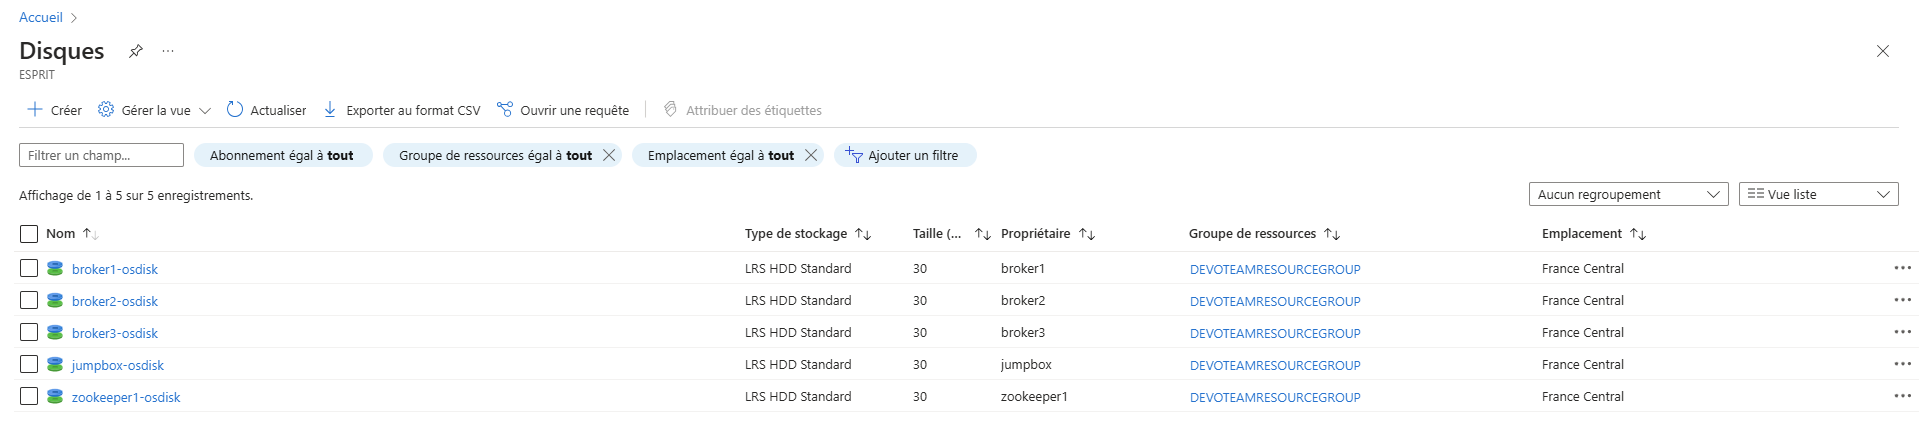 Accueil
Disques
ESPRIT
Créer Gérer la vue Actualiser Exporter au format CSV Ouvrir une requête Attribuer des étiquettes
Filtrer un champ... Abonnement égal à tout Groupe de ressources égal à tout Emplacement égal à tout Ajouter un filtre
Affichage de 1 à 5 sur 5 enregistrements. Aucun regroupement Vue liste
Nom Type de stockage Taille (... Propriétaire Groupe de ressources Emplacement
broker1-osdisk LRS HDD Standard 30 broker1 DEVOTEAMRESOURCEGROUP France Central
broker2-osdisk LRS HDD Standard 30 broker2 DEVOTEAMRESOURCEGROUP France Central
broker3-osdisk LRS HDD Standard 30 broker3 DEVOTEAMRESOURCEGROUP France Central
jumpbox-osdisk LRS HDD Standard 30 jumpbox DEVOTEAMRESOURCEGROUP France Central
zookeeper1-osdisk LRS HDD Standard 30 zookeeper1 DEVOTEAMRESOURCEGROUP France Central